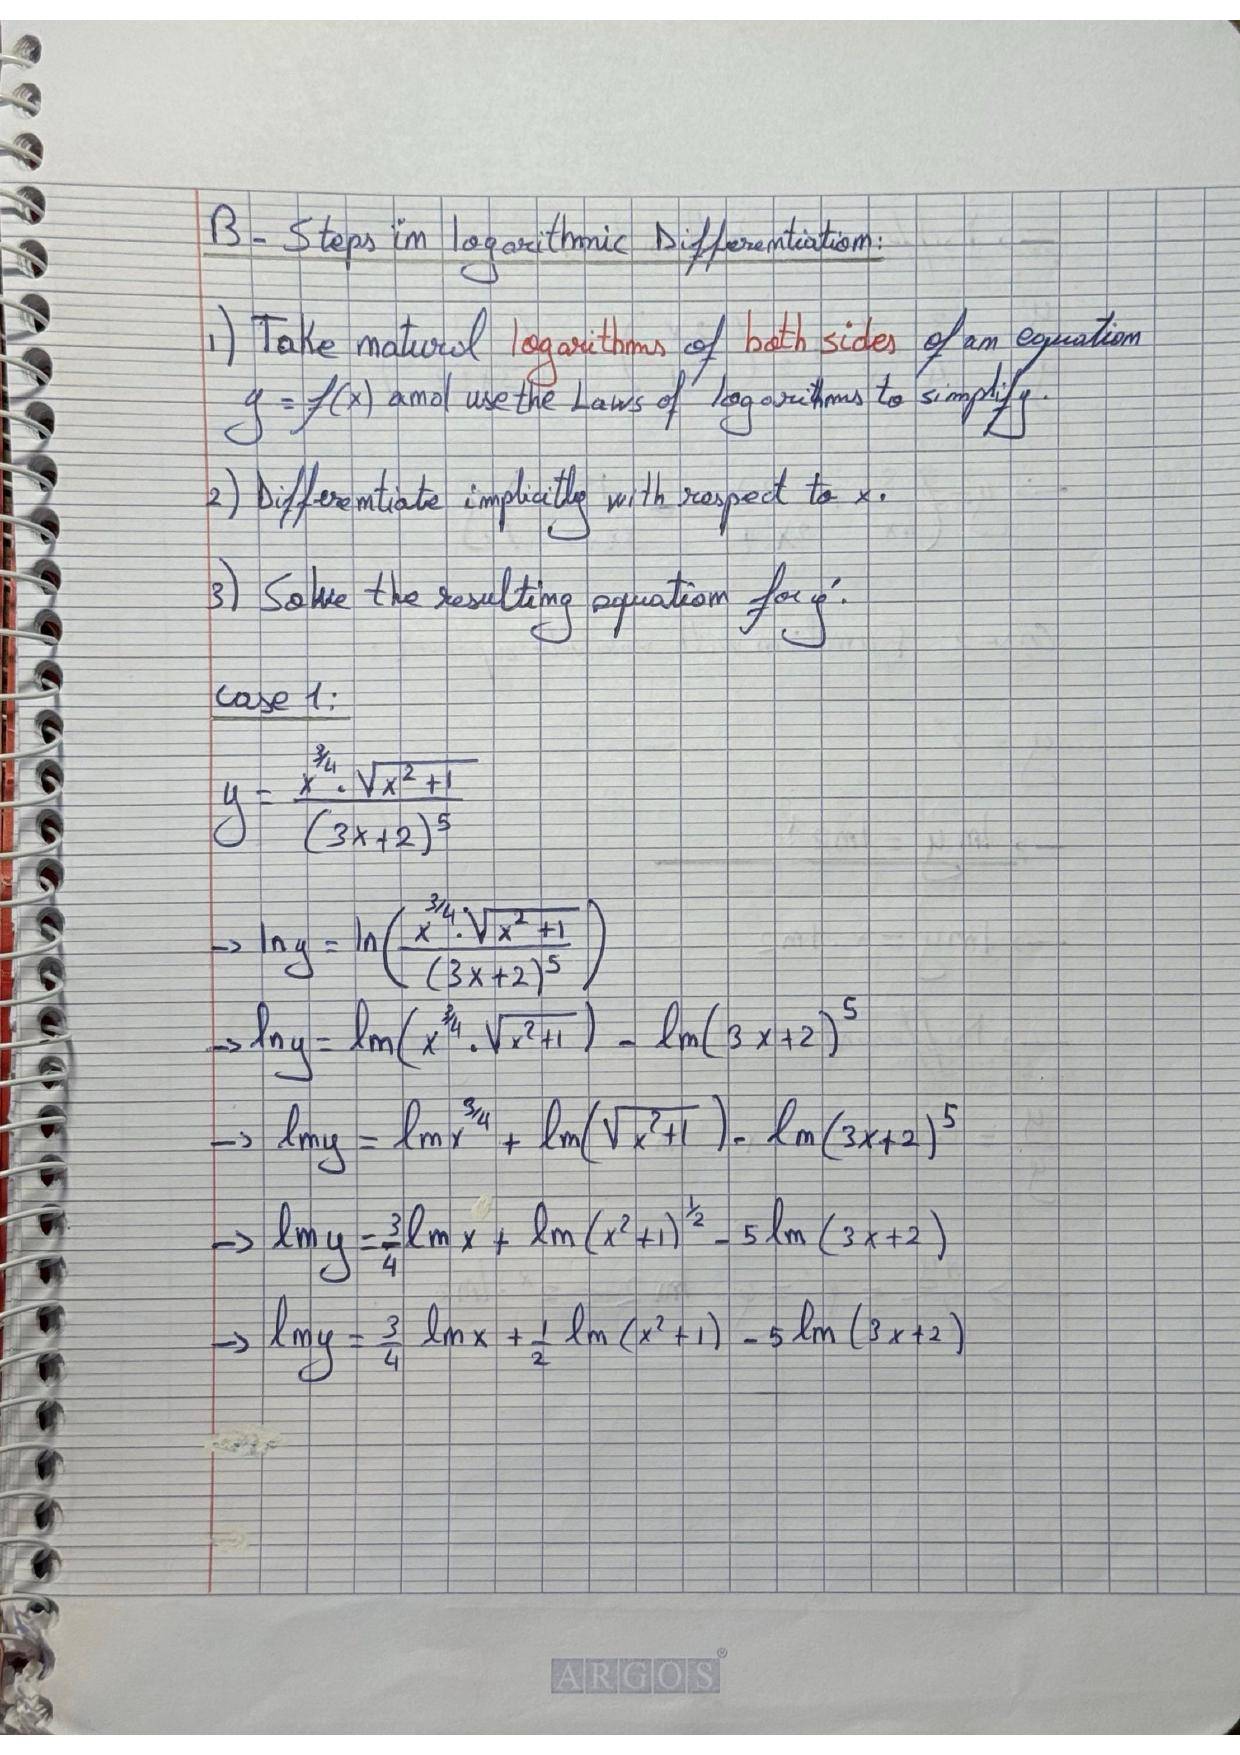 B - Steps in logarithmic Differentiation:
1) Take natural logarithms of both sides of an equation
y = f(x) and use the Laws of logarithms to simplify.
2) Differentiate implicitly with respect to x.
3) Solve the resulting equation for y'.
case 1:
y = (x^{3/4} · √(x² + 1)) / (3x+2)^5
→ ln y = ln( (x^{3/4} · √(x² + 1)) / (3x+2)^5 )
→ ln y = ln(x^{3/4} · √(x²+1)) - ln(3x+2)^5
→ ln y = ln x^{3/4} + ln(√(x²+1)) - ln(3x+2)^5
→ ln y = 3/4 ln x + ln(x²+1)^{1/2} - 5 ln(3x+2)
→ ln y = 3/4 ln x + 1/2 ln(x²+1) - 5 ln(3x+2)
ARGOS®